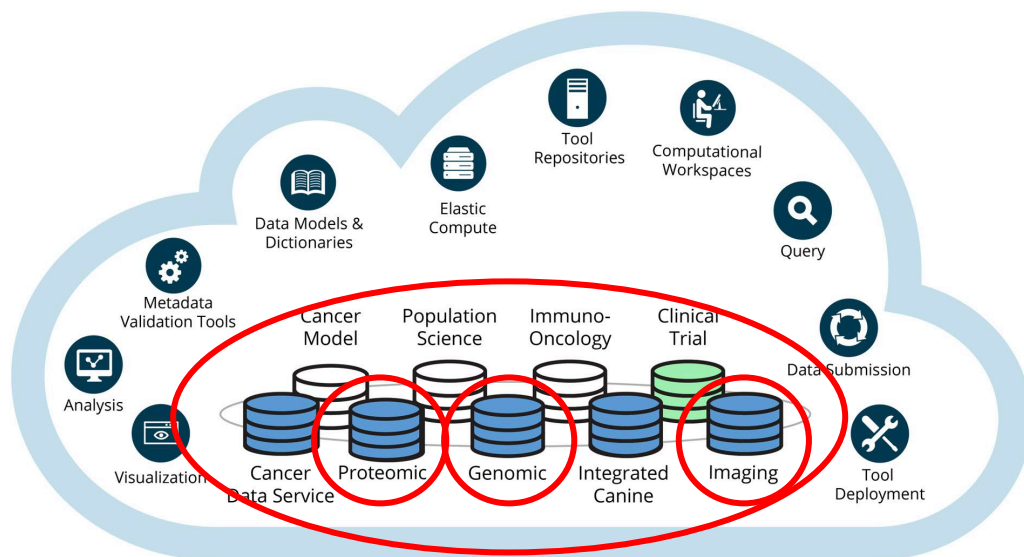 Tool
Repositories
Computational
Workspaces
Elastic
Compute
Data Models &
Dictionaries
Query
Metadata
Validation Tools
Cancer
Model
Population
Science
Immuno-
Oncology
Clinical
Trial
Data Submission
Analysis
Visualization
Cancer
Data Service
Proteomic
Genomic
Integrated
Canine
Imaging
Tool
Deployment